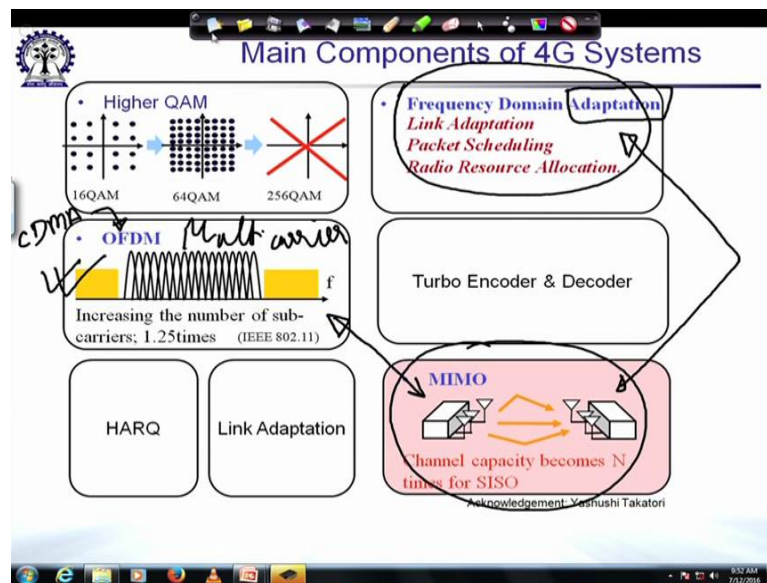 Main Components of 4G Systems
• Higher QAM
16QAM 64QAM 256QAM
• Frequency Domain Adaptation
Link Adaptation
Packet Scheduling
Radio Resource Allocation.
CDMA
• OFDM Multi carrier
f
Increasing the number of sub-
carriers; 1.25times (IEEE 802.11)
Turbo Encoder & Decoder
HARQ
Link Adaptation
MIMO
Channel capacity becomes N
times for SISO
Acknowledgement: Yashushi Takatori
9:52 AM
7/12/2016